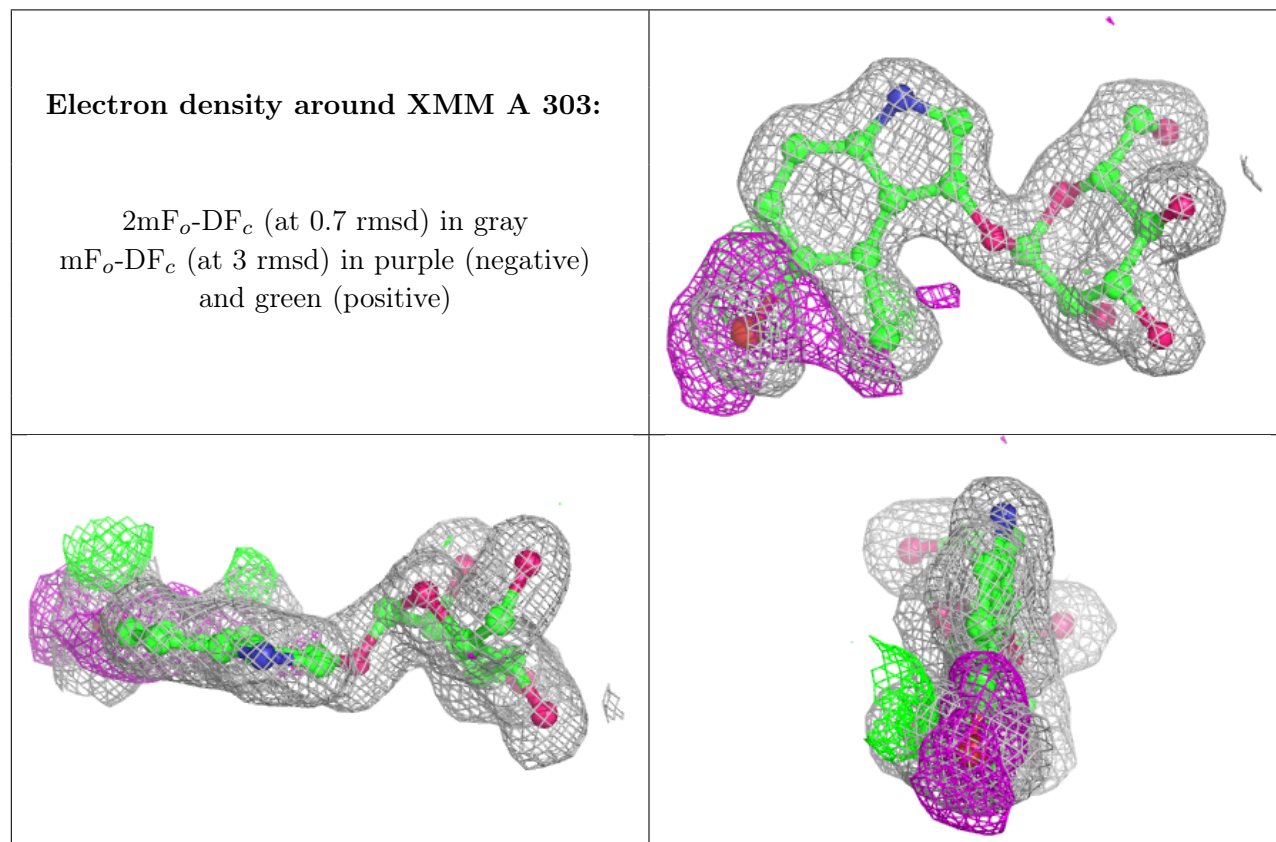 Electron density around XMM A 303:
2mFₒ-DF𝒸 (at 0.7 rmsd) in gray
mFₒ-DF𝒸 (at 3 rmsd) in purple (negative)
and green (positive)